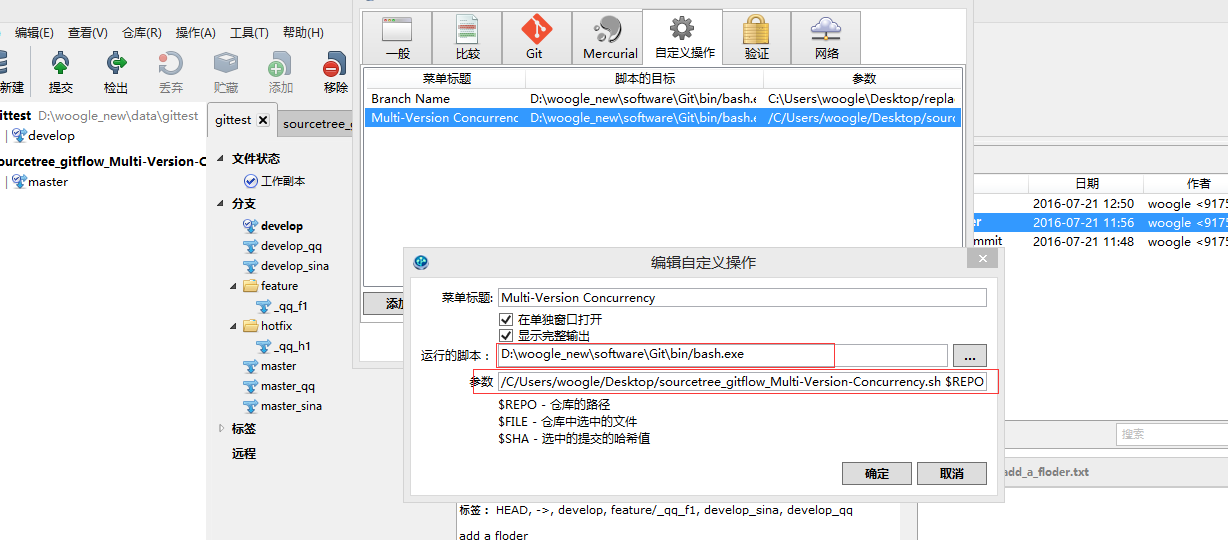 编辑(E) 查看(V) 仓库(R) 操作(A) 工具(T) 帮助(H)
新建 提交 检出 丢弃 贮藏 添加 移除
gittest D:\woogle_new\data\gittest
develop
sourcetree_gitflow_Multi-Version-C
master
gittest
sourcetree_g
文件状态
工作副本
分支
develop
develop_qq
develop_sina
feature
_qq_f1
hotfix
_qq_h1
master
master_qq
master_sina
标签
远程
一般 比较 Git Mercurial 自定义操作 验证 网络
菜单标题 脚本的目标 参数
Branch Name D:\woogle_new\software\Git\bin/bash.e C:\Users\woogle\Desktop/repla
Multi-Version Concurrenc D:\woogle_new\software\Git\bin/bash.e /C/Users/woogle/Desktop/sour
添加
日期 作者
2016-07-21 12:50 woogle <9175
er 2016-07-21 11:56 woogle <9175
mmit 2016-07-21 11:48 woogle <9175
编辑自定义操作
菜单标题: Multi-Version Concurrency
在单独窗口打开
显示完整输出
运行的脚本: D:\woogle_new\software\Git\bin/bash.exe ...
参数 /C/Users/woogle/Desktop/sourcetree_gitflow_Multi-Version-Concurrency.sh $REPO
$REPO - 仓库的路径
$FILE - 仓库中选中的文件
$SHA - 选中的提交的哈希值
确定 取消
搜索
add_a_floder.txt
标签: HEAD, ->, develop, feature/_qq_f1, develop_sina, develop_qq
add a floder